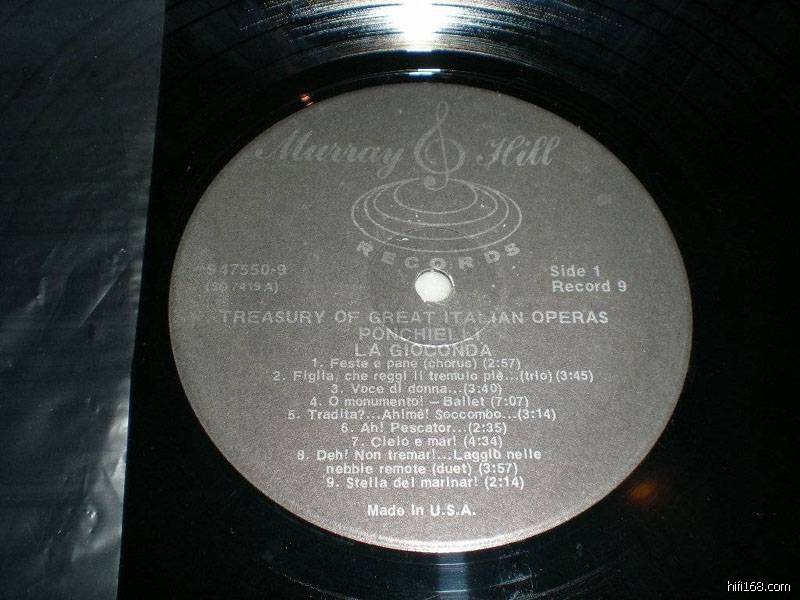 Murray Hill
RECORDS
S47550-9
(SD 7419 A)
Side 1
Record 9
TREASURY OF GREAT ITALIAN OPERAS
PONCHIELLI
LA GIOCONDA
1. Feste e pane (chorus) (2:57)
2. Figlia, che reggi il tremulo piè...(trio) (3:45)
3. Voce di donna...(3:40)
4. O monumento! — Ballet (7:07)
5. Tradita?...Ahimè! Soccombo...(3:14)
6. Ah! Pescator...(2:35)
7. Cielo e mar! (4:34)
8. Deh! Non tremar!...Laggiù nelle
nebbie remote (duet) (3:57)
9. Stella del marinar! (2:14)
Made In U.S.A.
hifi168.com